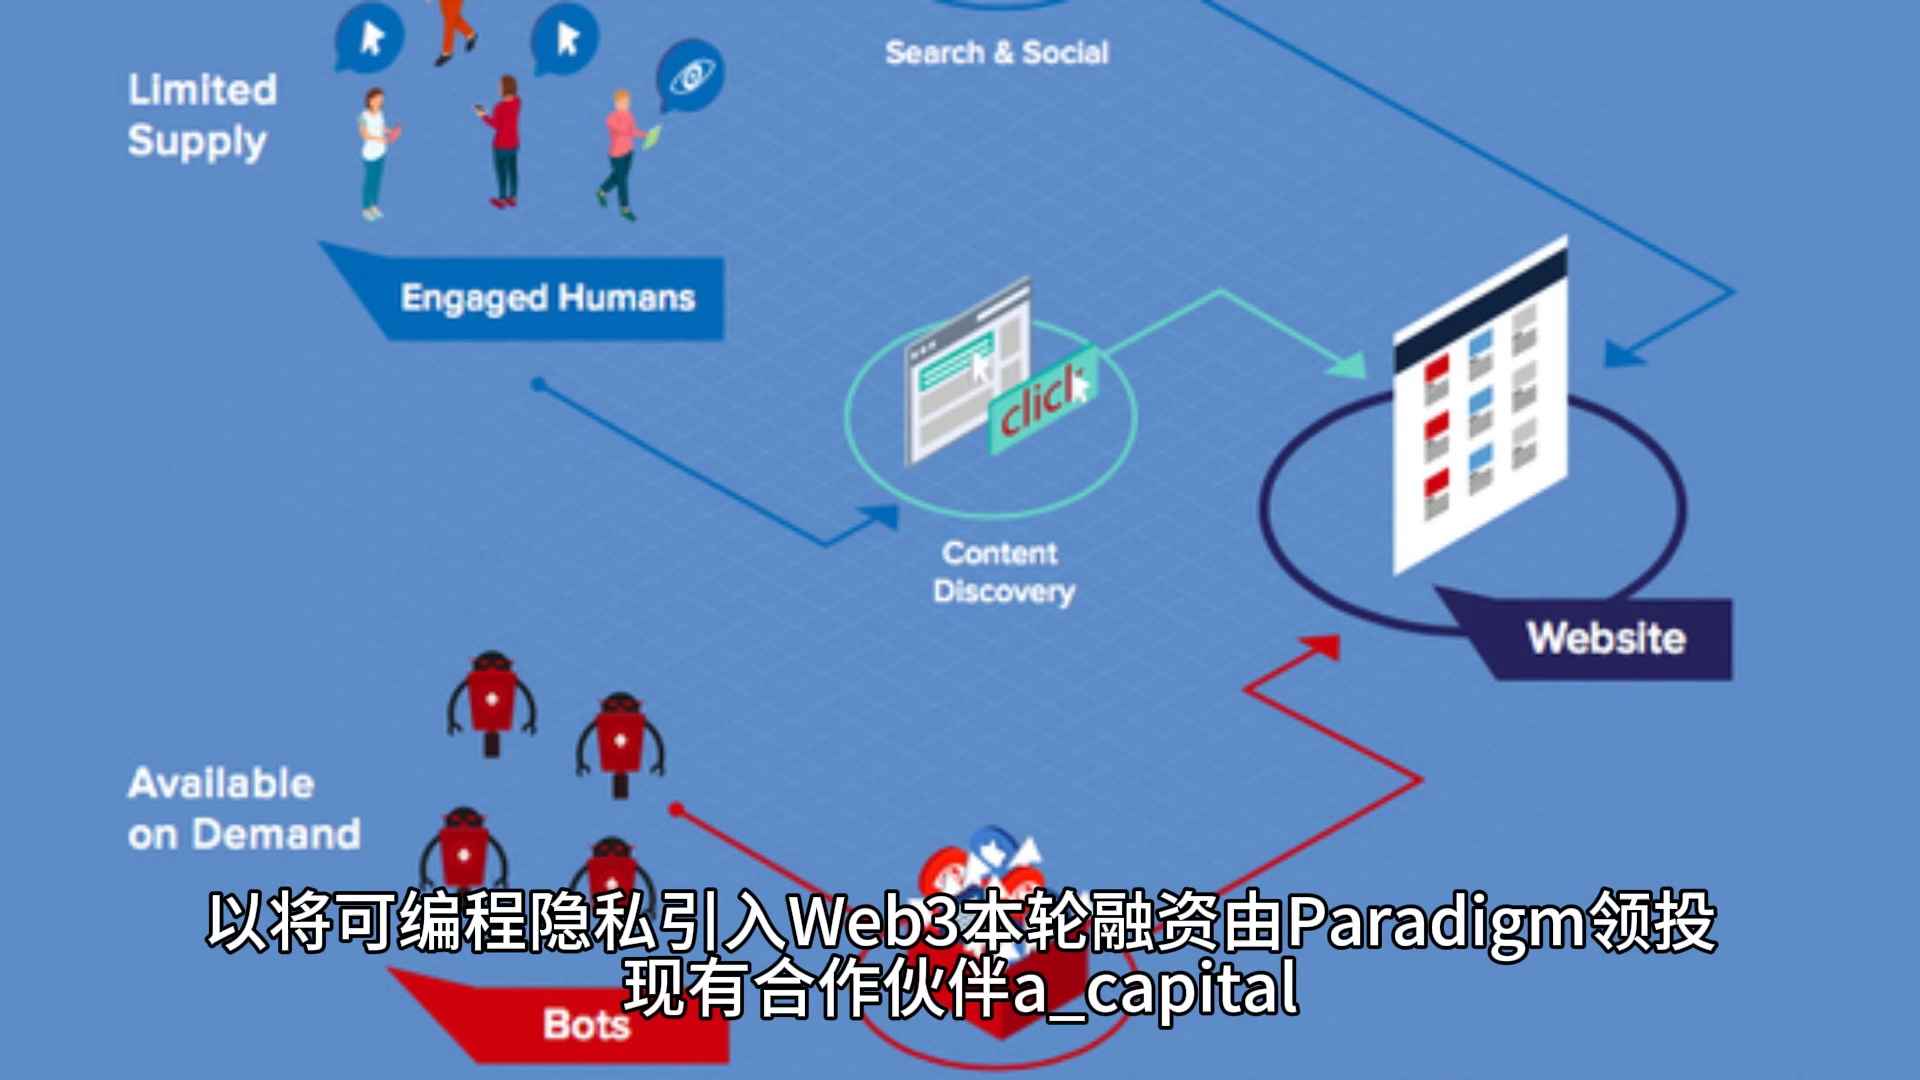 Search & Social
Limited
Supply
Engaged Humans
click
Content
Discovery
Website
Available
on Demand
以将可编程隐私引入Web3本轮融资由Paradigm领投
现有合作伙伴a_capital
Bots